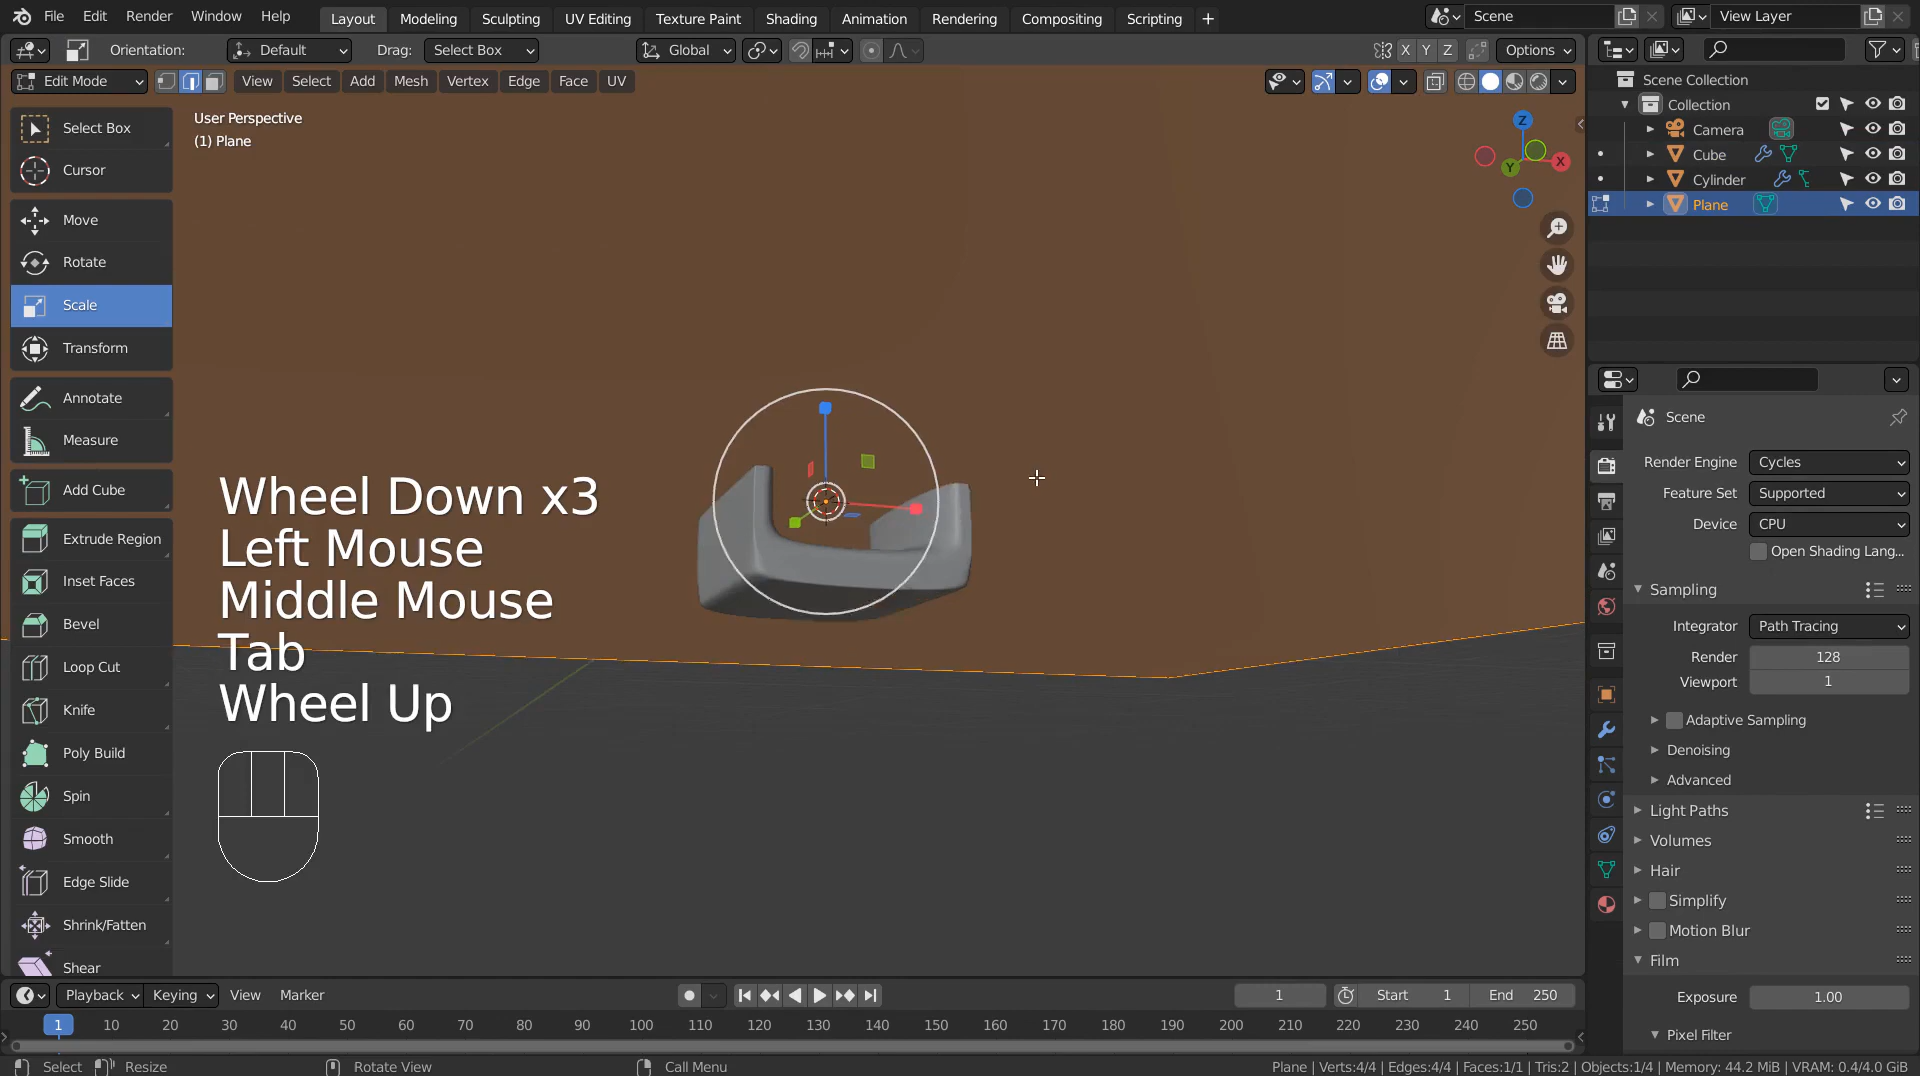 File Edit Render Window Help Layout Modeling Sculpting UV Editing Texture Paint Shading Animation Rendering Compositing Scripting + Scene View Layer
Orientation: Default Drag: Select Box Global X Y Z Options
Edit Mode View Select Add Mesh Vertex Edge Face UV
Scene Collection
Collection
Camera
Cube
Cylinder
Plane
User Perspective
(1) Plane
Z
X
Y
Select Box
Cursor
Move
Rotate
Scale
Transform
Annotate
Measure
Add Cube
Extrude Region
Inset Faces
Bevel
Loop Cut
Knife
Poly Build
Spin
Smooth
Edge Slide
Shrink/Fatten
Shear
Wheel Down x3
Left Mouse
Middle Mouse
Tab
Wheel Up
Scene
Render Engine Cycles
Feature Set Supported
Device CPU
Open Shading Lang...
Sampling
Integrator Path Tracing
Render 128
Viewport 1
Adaptive Sampling
Denoising
Advanced
Light Paths
Volumes
Hair
Simplify
Motion Blur
Film
Exposure 1.00
Pixel Filter
Playback Keying View Marker 1 Start 1 End 250
1 10 20 30 40 50 60 70 80 90 100 110 120 130 140 150 160 170 180 190 200 210 220 230 240 250
Select Resize Rotate View Call Menu Plane | Verts:4/4 | Edges:4/4 | Faces:1/1 | Tris:2 | Objects:1/4 | Memory: 44.2 MiB | VRAM: 0.4/4.0 GiB